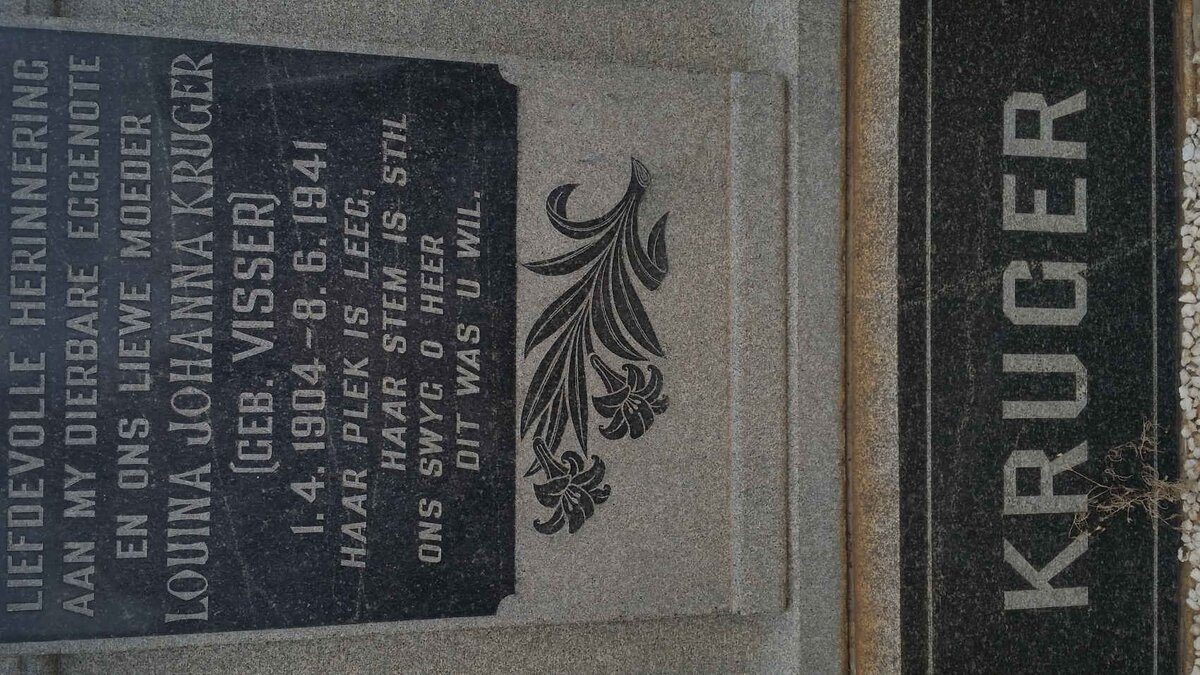 LIEFDEVOLLE HERINNERING
AAN MY DIERBARE EGGENOTE
EN ONS LIEWE MOEDER
LOUINA JOHANNA KRUGER
(GEB. VISSER)
1.4.1904–8.6.1941
HAAR PLEK IS LEEG,
HAAR STEM IS STIL
ONS SWYG O HEER
DIT WAS U WIL.
KRUGER